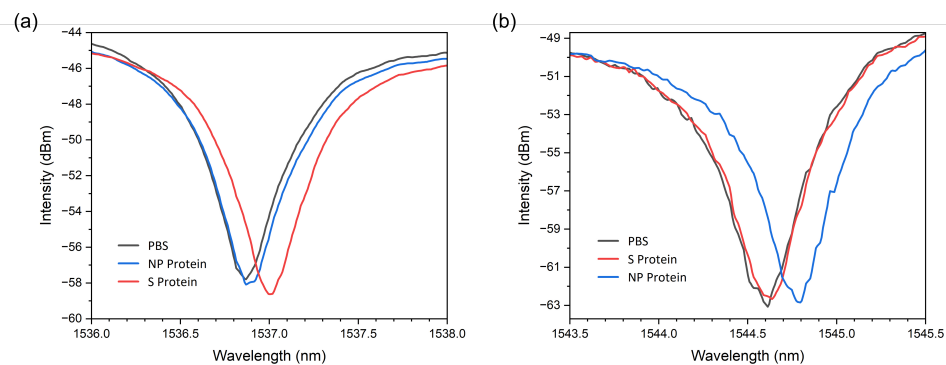 (a)
−44
−46
−48
−50
−52
−54
−56
−58
−60
Intensity (dBm)
PBS
NP Protein
S Protein
1536.0 1536.5 1537.0 1537.5 1538.0
Wavelength (nm)
(b)
−49
−51
−53
−55
−57
−59
−61
−63
Intensity (dBm)
PBS
S Protein
NP Protein
1543.5 1544.0 1544.5 1545.0 1545.5
Wavelength (nm)